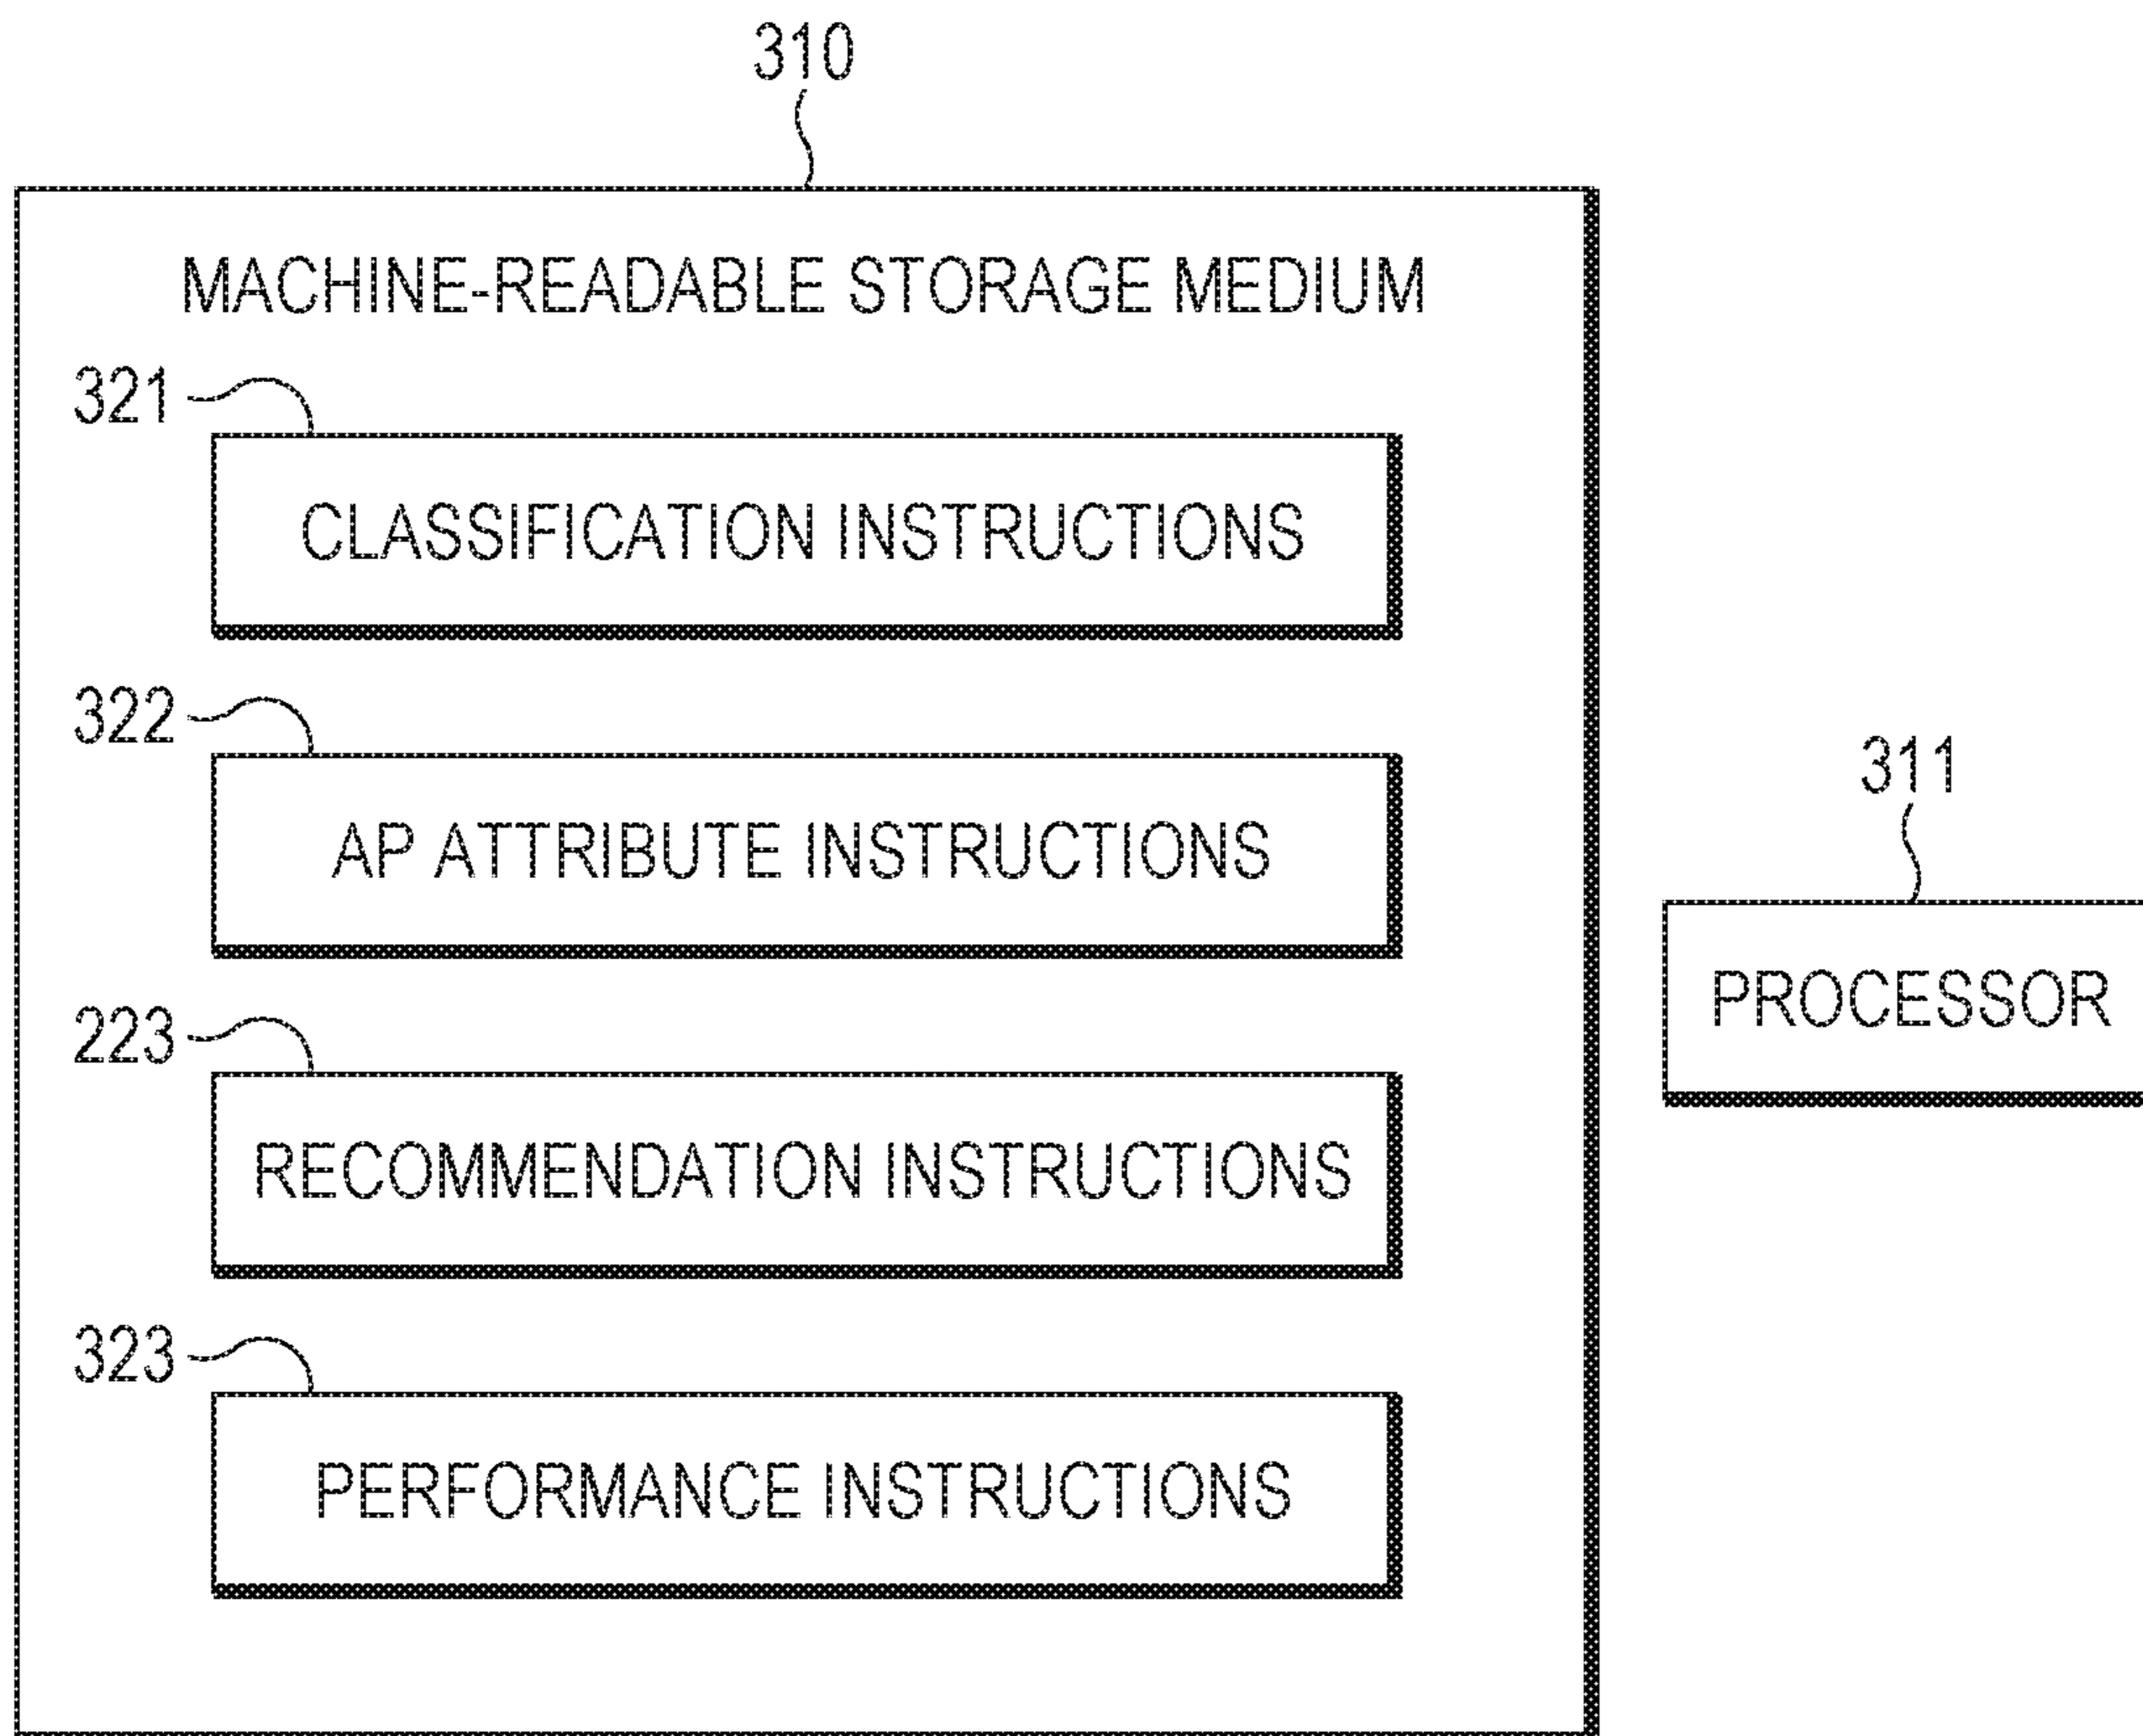 310
MACHINE-READABLE STORAGE MEDIUM
321
CLASSIFICATION INSTRUCTIONS
322
AP ATTRIBUTE INSTRUCTIONS
311
PROCESSOR
223
RECOMMENDATION INSTRUCTIONS
323
PERFORMANCE INSTRUCTIONS